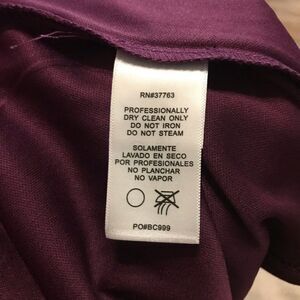 RN#37763
PROFESSIONALLY
DRY CLEAN ONLY
DO NOT IRON
DO NOT STEAM
SOLAMENTE
LAVADO EN SECO
POR PROFESIONALES
NO PLANCHAR
NO VAPOR
PO#BC999